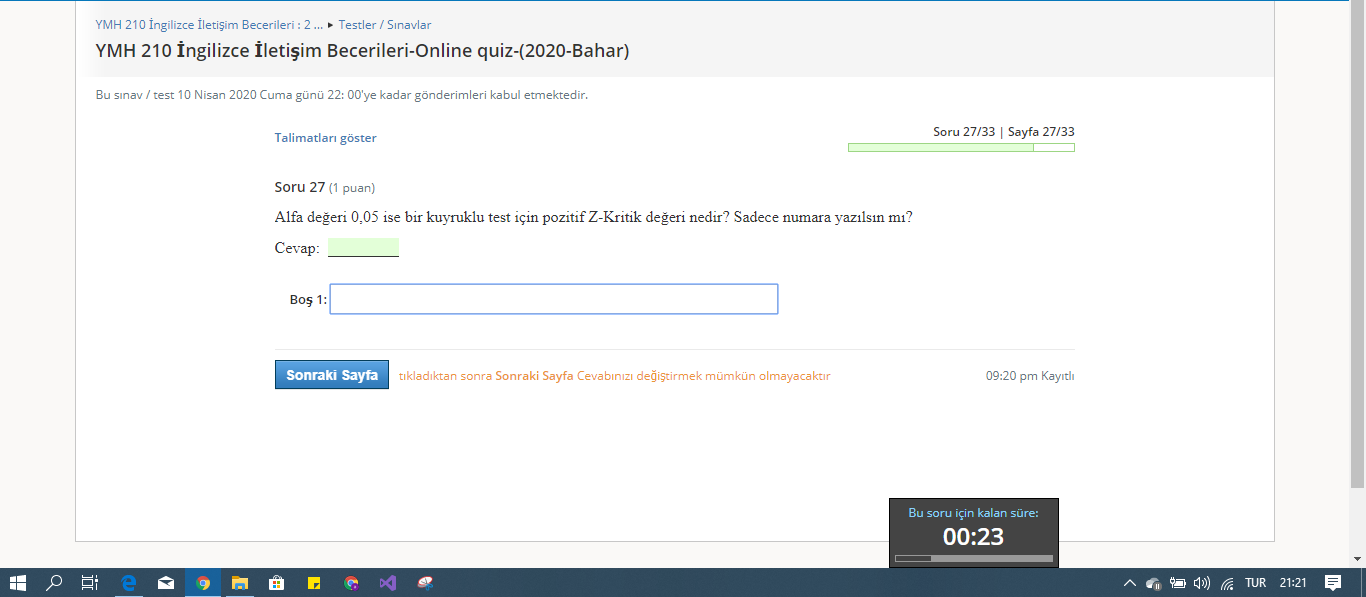 YMH 210 İngilizce İletişim Becerileri : 2 ... ▸ Testler / Sınavlar
YMH 210 İngilizce İletişim Becerileri-Online quiz-(2020-Bahar)
Bu sınav / test 10 Nisan 2020 Cuma günü 22: 00'ye kadar gönderimleri kabul etmektedir.
Talimatları göster
Soru 27/33 | Sayfa 27/33
Soru 27 (1 puan)
Alfa değeri 0,05 ise bir kuyruklu test için pozitif Z-Kritik değeri nedir? Sadece numara yazılsın mı?
Cevap:
Boş 1:
Sonraki Sayfa tıkladıktan sonra Sonraki Sayfa Cevabınızı değiştirmek mümkün olmayacaktır
09:20 pm Kayıtlı
Bu soru için kalan süre:
00:23
TUR 21:21